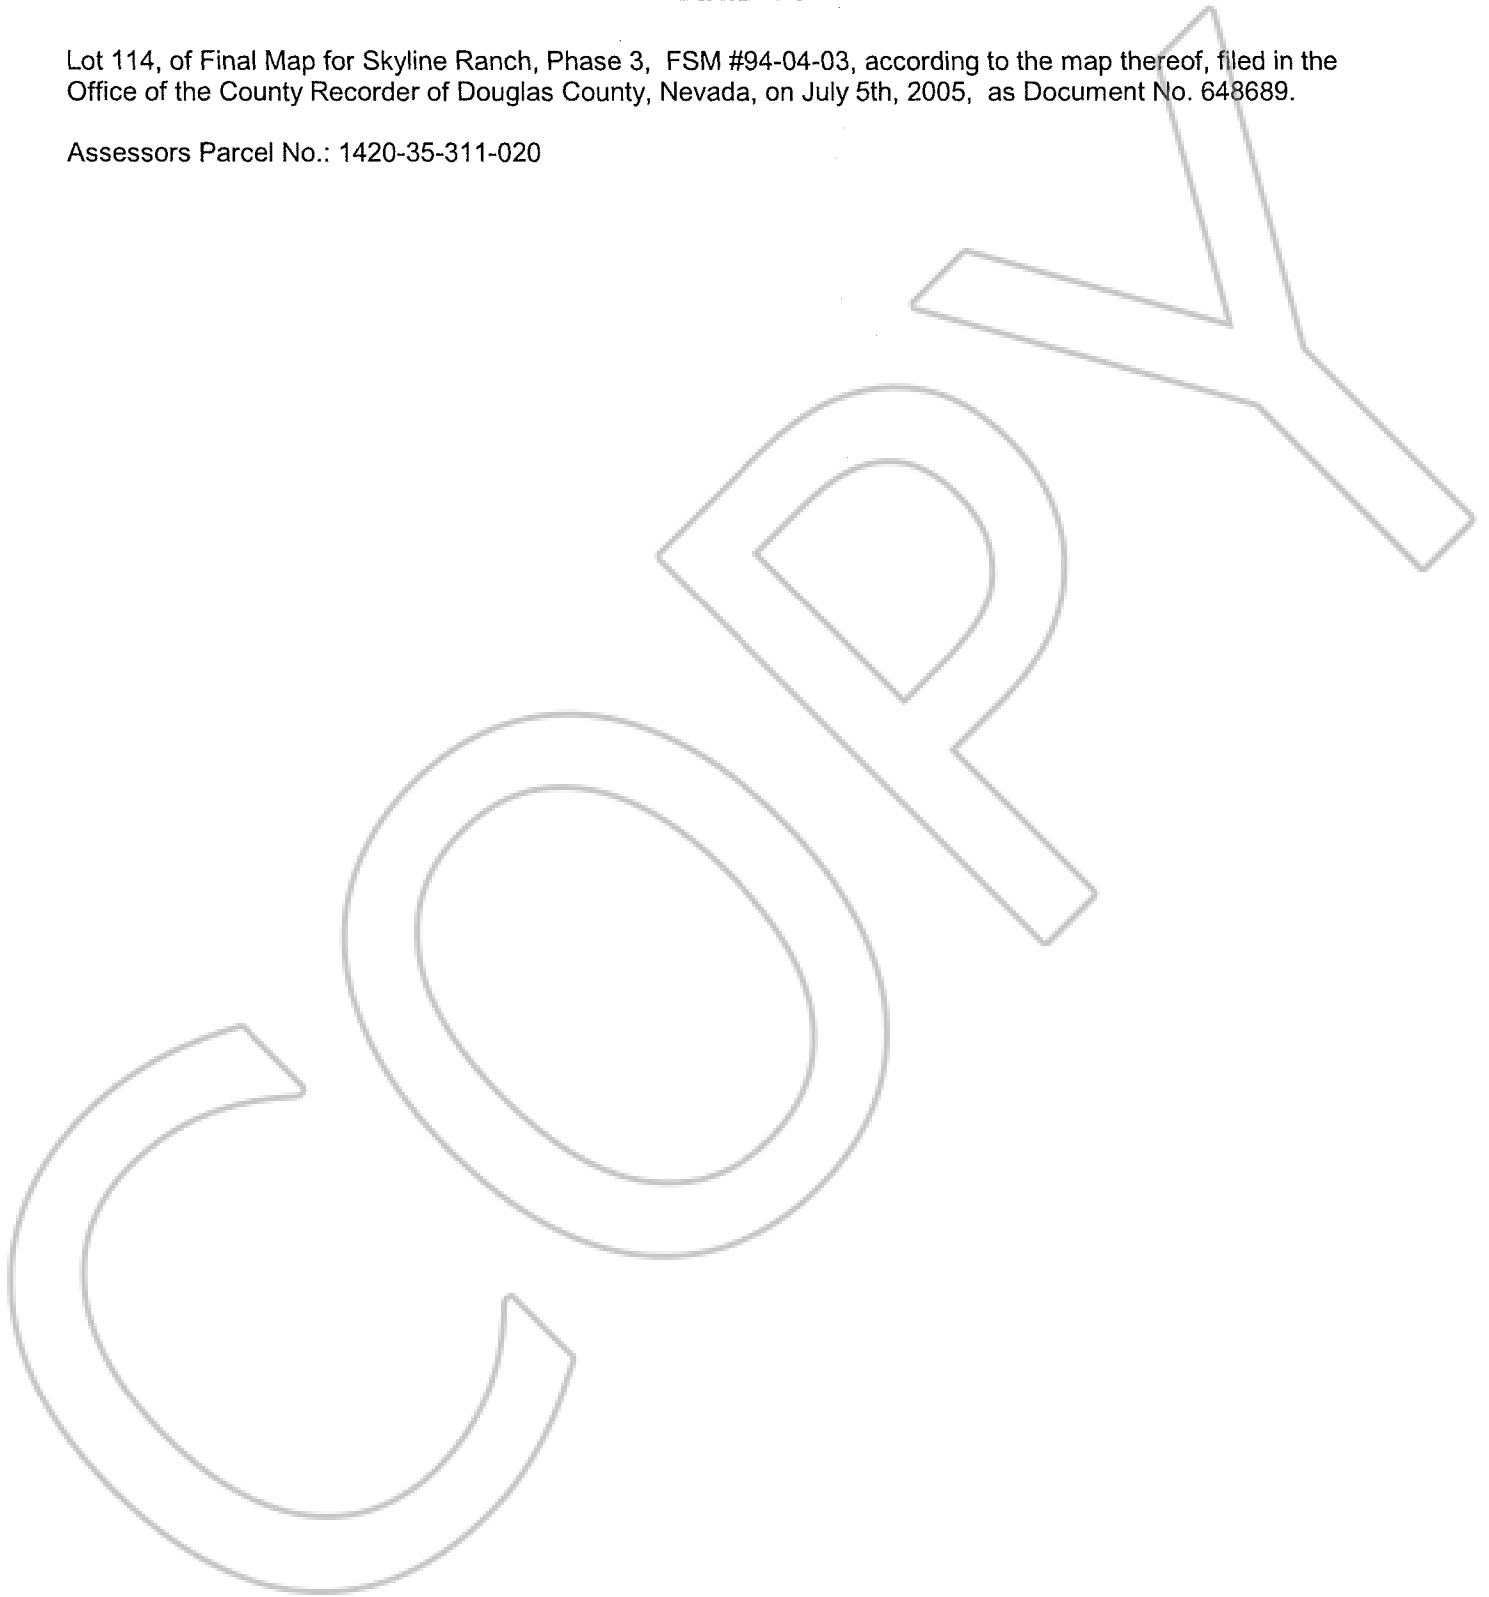 Lot 114, of Final Map for Skyline Ranch, Phase 3, FSM #94-04-03, according to the map thereof, filed in the
Office of the County Recorder of Douglas County, Nevada, on July 5th, 2005, as Document No. 648689.
Assessors Parcel No.: 1420-35-311-020
COPY